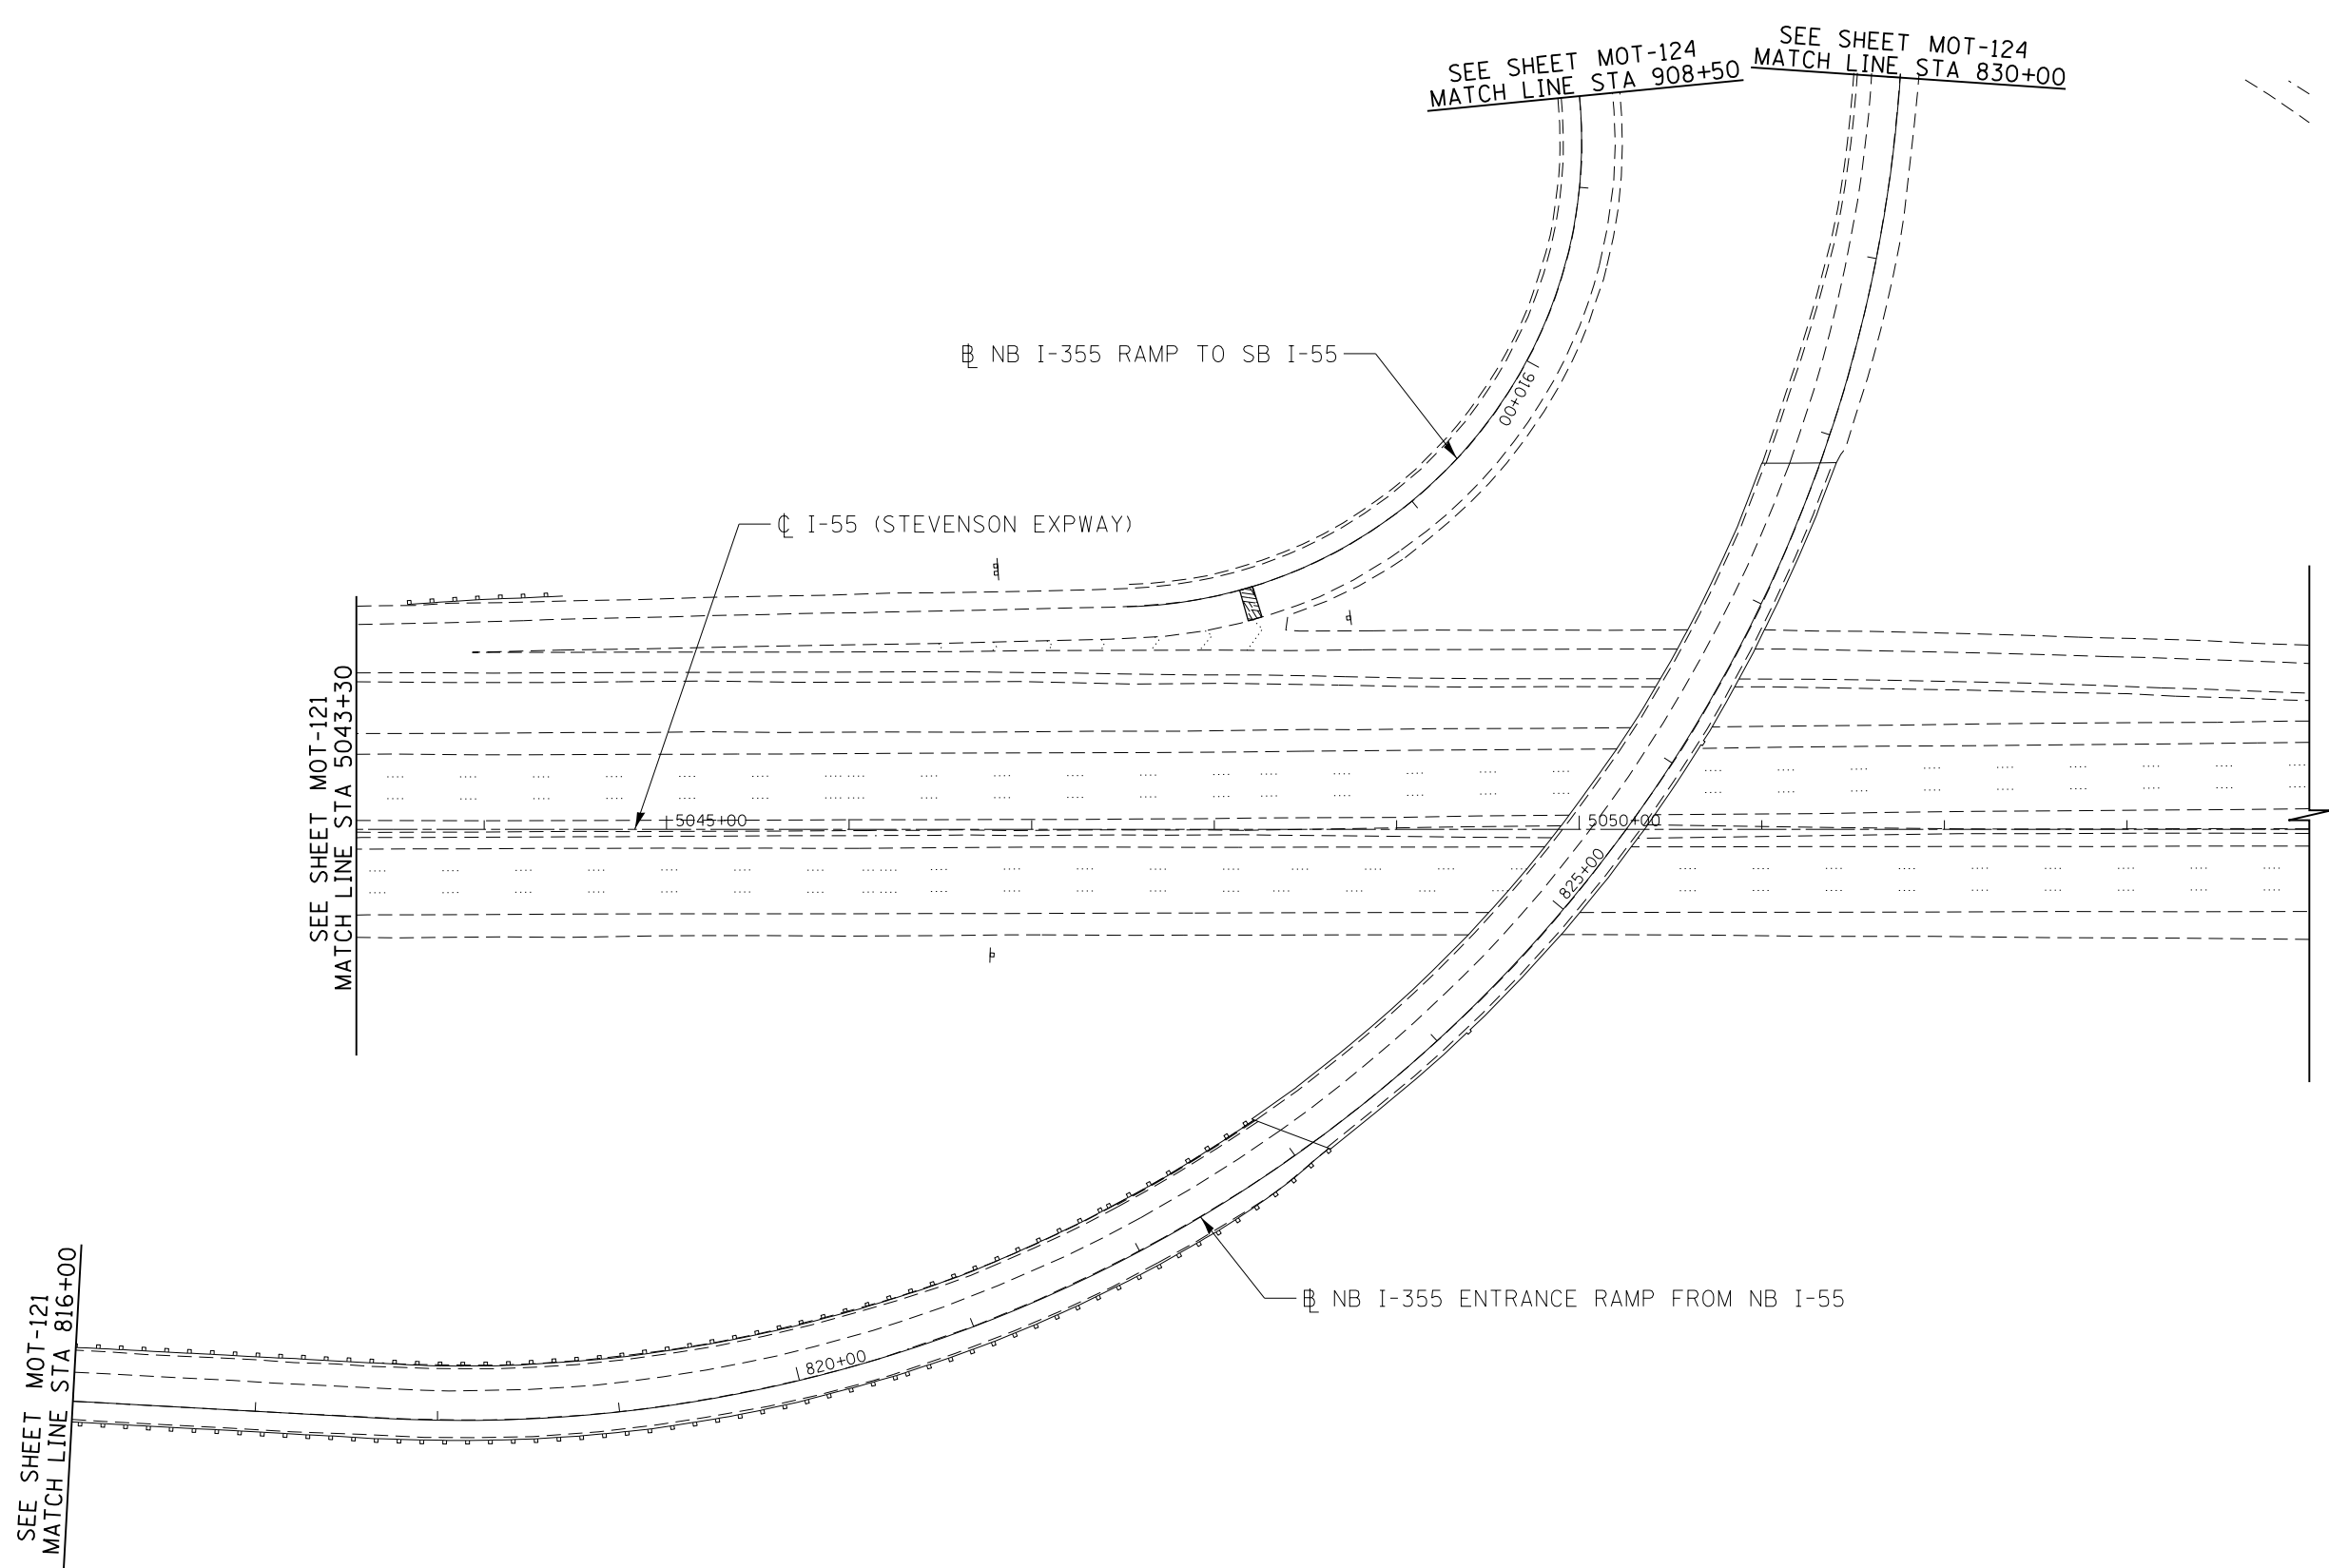 SEE SHEET MOT-124
MATCH LINE STA 908+50
SEE SHEET MOT-124
MATCH LINE STA 830+00
℄ NB I-355 RAMP TO SB I-55
910+00
℄ I-55 (STEVENSON EXPWAY)
SEE SHEET MOT-121
MATCH LINE STA 5043+30
5045+00
5050+00
825+00
℄ NB I-355 ENTRANCE RAMP FROM NB I-55
820+00
SEE SHEET MOT-121
MATCH LINE STA 816+00